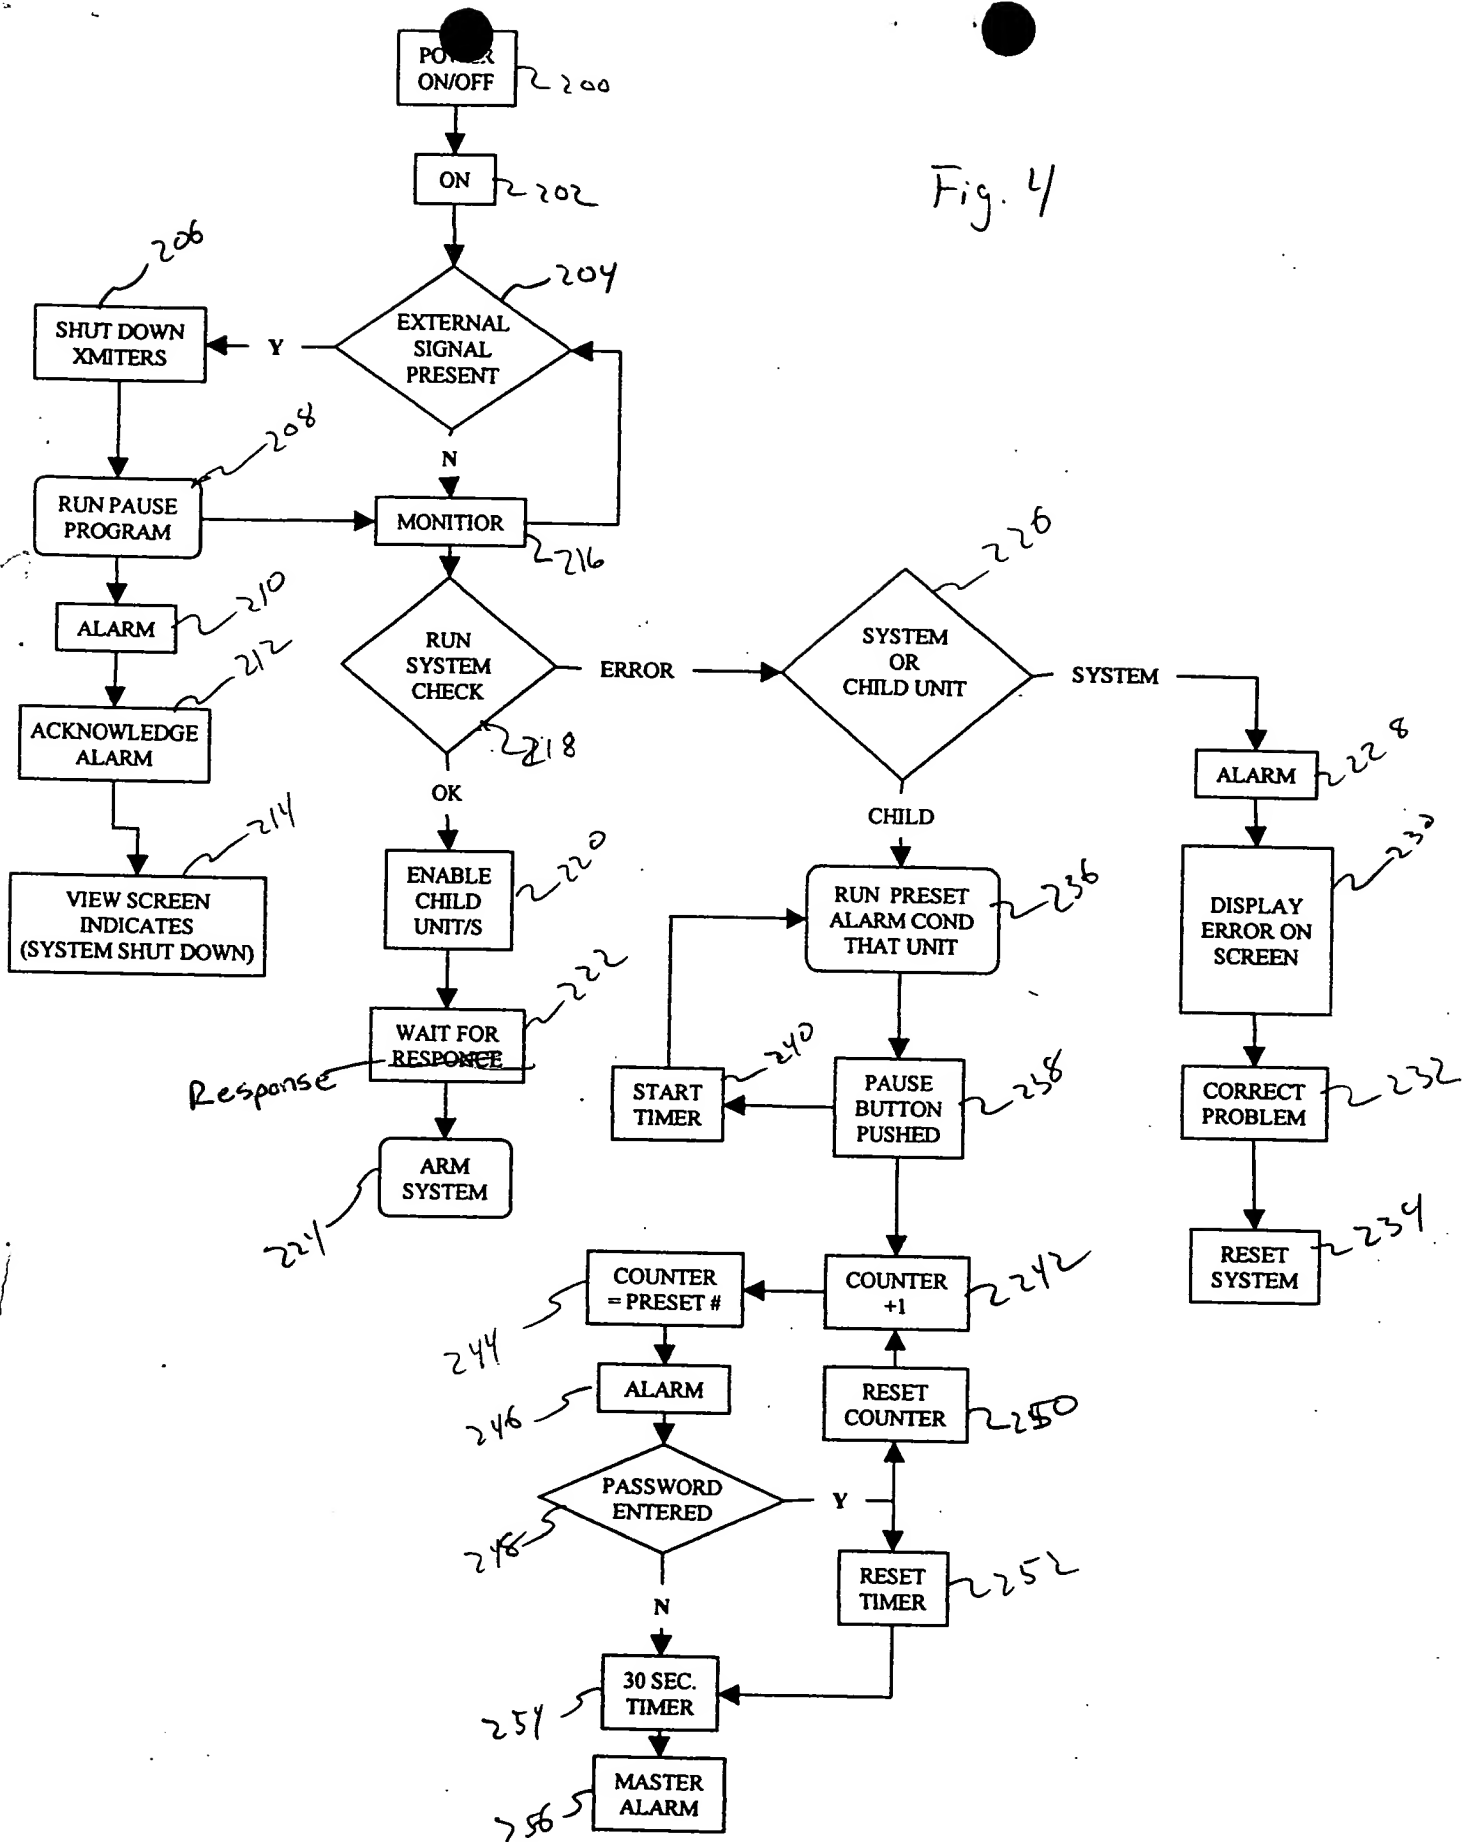 POWER
ON/OFF
200
ON
202
Fig. 4
206
204
SHUT DOWN
XMITERS
Y
EXTERNAL
SIGNAL
PRESENT
208
N
RUN PAUSE
PROGRAM
MONITIOR
216
226
210
ALARM
212
RUN
SYSTEM
CHECK
218
ERROR
SYSTEM
OR
CHILD UNIT
SYSTEM
ACKNOWLEDGE
ALARM
228
ALARM
OK
CHILD
214
VIEW SCREEN
INDICATES
(SYSTEM SHUT DOWN)
220
ENABLE
CHILD
UNIT/S
236
RUN PRESET
ALARM COND
THAT UNIT
230
DISPLAY
ERROR ON
SCREEN
222
WAIT FOR
RESPONCE
Response
240
START
TIMER
238
PAUSE
BUTTON
PUSHED
232
CORRECT
PROBLEM
ARM
SYSTEM
224
234
RESET
SYSTEM
COUNTER
= PRESET #
244
COUNTER
+1
242
ALARM
246
RESET
COUNTER
250
PASSWORD
ENTERED
248
Y
RESET
TIMER
252
N
30 SEC.
TIMER
254
MASTER
ALARM
256